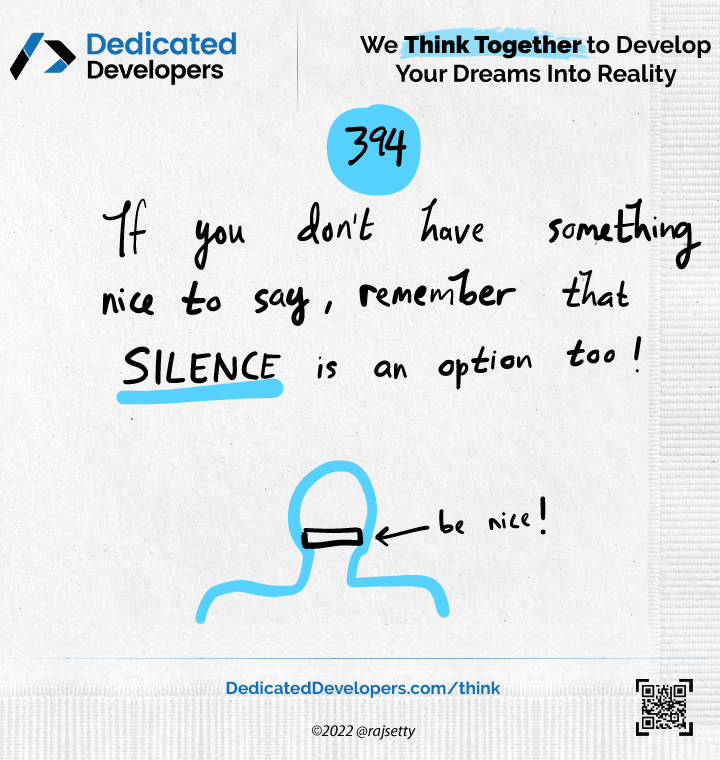 Dedicated
Developers
We Think Together to Develop
Your Dreams Into Reality
394
If you don't have something
nice to say, remember that
SILENCE is an option too!
be nice!
DedicatedDevelopers.com/think
©2022 @rajsetty